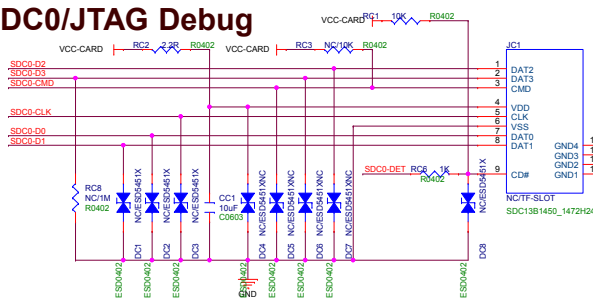 DC0/JTAG Debug
VCC-CARD RC1 10K R0402
VCC-CARD RC2 2.2R R0402 VCC-CARD RC3 NC/10K R0402
JC1
SDC0-D2 1 DAT2
SDC0-D3 2 DAT3
SDC0-CMD 3 CMD
4 VDD
SDC0-CLK 5 CLK
6 VSS
SDC0-D0 7 DAT0
SDC0-D1 8 DAT1
GND4
GND3
GND2
GND1
SDC0-DET RC6 1K R0402 9 CD#
NC/TF-SLOT
SDC13B1450_1472H24
RC8
NC/1M
R0402
NC/ESD5451X
NC/ESD5451X
NC/ESD5451X
CC1
10uF
C0603
NC/ESD5451XNC
NC/ESD5451XNC
NC/ESD5451XNC
NC/ESD5451X
DC1
DC2
DC3
DC4
DC5
DC6
DC7
DC8
ESD0402
ESD0402
ESD0402
ESD0402
ESD0402
ESD0402
ESD0402
ESD0402
GND